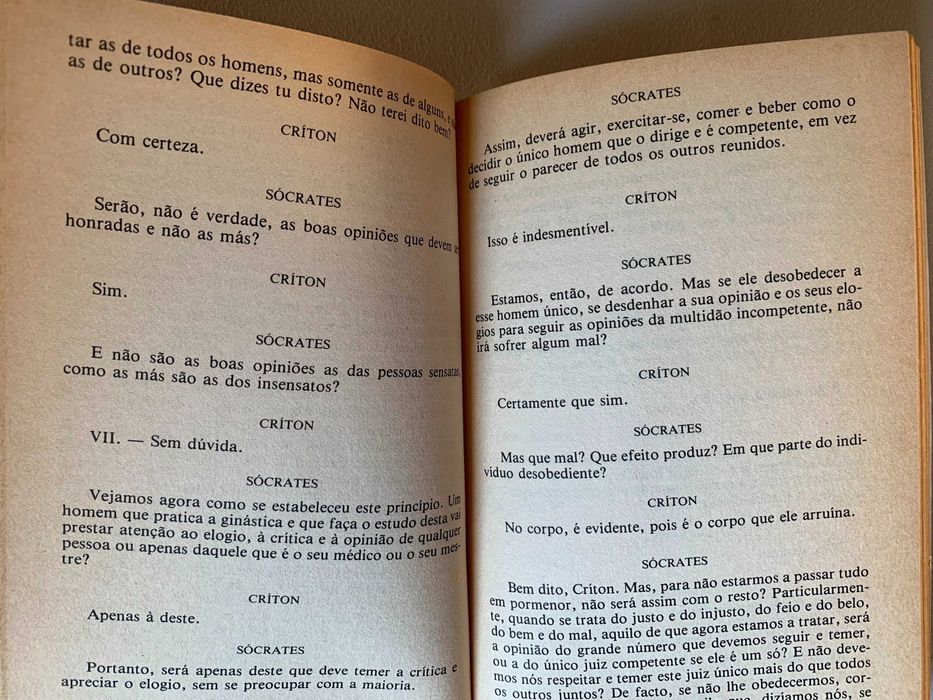 tar as de todos os homens, mas somente as de alguns, e
as de outros? Que dizes tu disto? Não terei dito bem?
CRÍTON
Com certeza.
SÓCRATES
Serão, não é verdade, as boas opiniões que devem se
honradas e não as más?
CRÍTON
Sim.
SÓCRATES
E não são as boas opiniões as das pessoas sensatas,
como as más são as dos insensatos?
CRÍTON
VII. — Sem dúvida.
SÓCRATES
Vejamos agora como se estabeleceu este princípio. Um
homem que pratica a ginástica e que faça o estudo desta vai
prestar atenção ao elogio, à crítica e à opinião de qualquer
pessoa ou apenas daquele que é o seu médico ou o seu mes-
tre?
CRÍTON
Apenas à deste.
SÓCRATES
Portanto, será apenas deste que deve temer a crítica e
apreciar o elogio, sem se preocupar com a maioria.
SÓCRATES
Assim, deverá agir, exercitar-se, comer e beber como o
decidir o único homem que o dirige e é competente, em vez
de seguir o parecer de todos os outros reunidos.
CRÍTON
Isso é indesmentível.
SÓCRATES
Estamos, então, de acordo. Mas se ele desobedecer a
esse homem único, se desdenhar a sua opinião e os seus elo-
gios para seguir as opiniões da multidão incompetente, não
irá sofrer algum mal?
CRÍTON
Certamente que sim.
SÓCRATES
Mas que mal? Que efeito produz? Em que parte do indi-
víduo desobediente?
CRÍTON
No corpo, é evidente, pois é o corpo que ele arruína.
SÓCRATES
Bem dito, Críton. Mas, para não estarmos a passar tudo
em pormenor, não será assim com o resto? Particularmen-
te, quando se trata do justo e do injusto, do feio e do belo,
do bem e do mal, aquilo de que agora estamos a tratar, será
a opinião do grande número que devemos seguir e temer,
ou a do único juiz competente se ele é um só? E não deve-
mos nós respeitar e temer este juiz único mais do que todos
os outros juntos? De facto, se não lhe obedecermos, cor-
que dizíamos nós, se